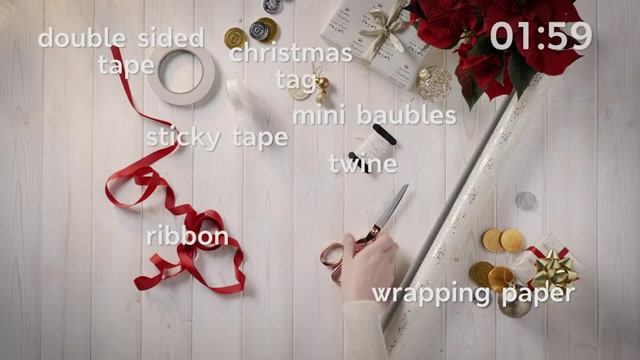 double sided
tape
christmas
tag
01:59
mini baubles
sticky tape
twine
ribbon
wrapping paper